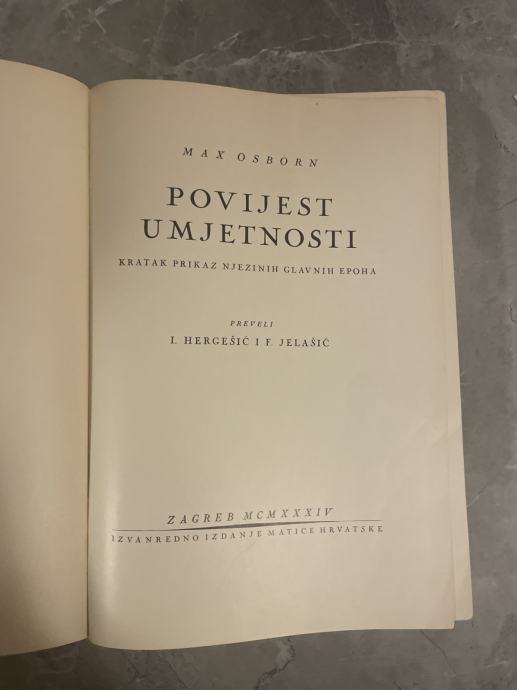 MAX OSBORN
POVIJEST
UMJETNOSTI
KRATAK PRIKAZ NJEZINIH GLAVNIH EPOHA
PREVELI
I. HERGEŠIĆ I F. JELAŠIĆ
ZAGREB MCMXXXIV
IZVANREDNO IZDANJE MATICE HRVATSKE